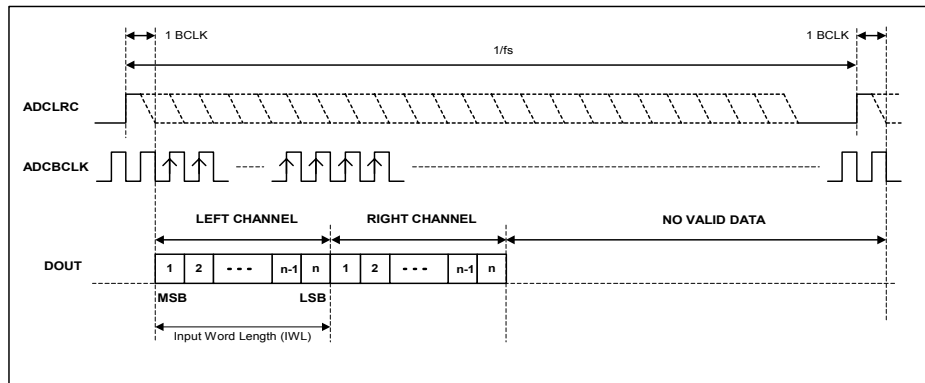 1 BCLK 1 BCLK
1/fs
ADCLRC
ADCBCLK
LEFT CHANNEL RIGHT CHANNEL NO VALID DATA
DOUT 1 2 --- n-1 n 1 2 --- n-1 n
MSB LSB
Input Word Length (IWL)